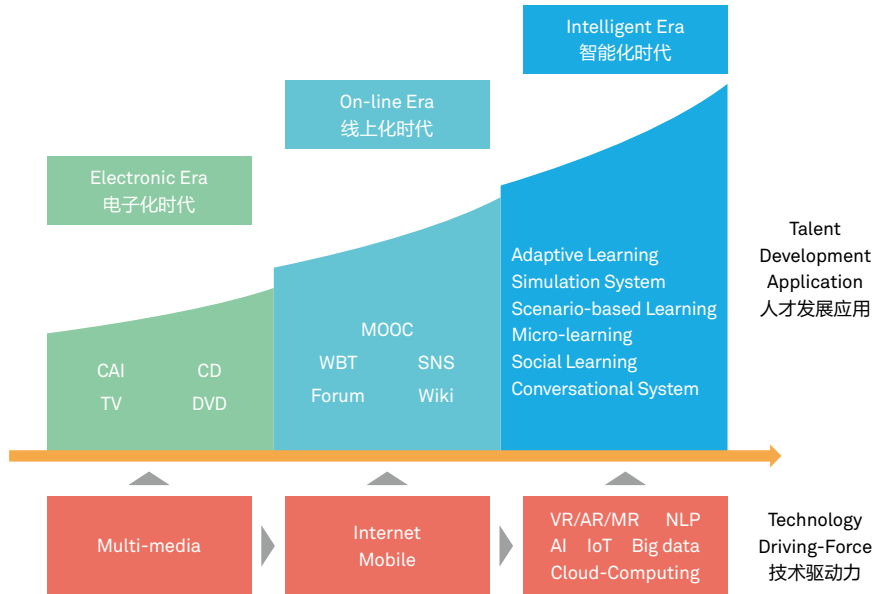 Intelligent Era
智能化时代
On-line Era
线上化时代
Electronic Era
电子化时代
Talent
Development
Application
人才发展应用
Adaptive Learning
Simulation System
Scenario-based Learning
Micro-learning
Social Learning
Conversational System
MOOC
WBT SNS
Forum Wiki
CAI CD
TV DVD
Multi-media
Internet
Mobile
VR/AR/MR NLP
AI IoT Big data
Cloud-Computing
Technology
Driving-Force
技术驱动力